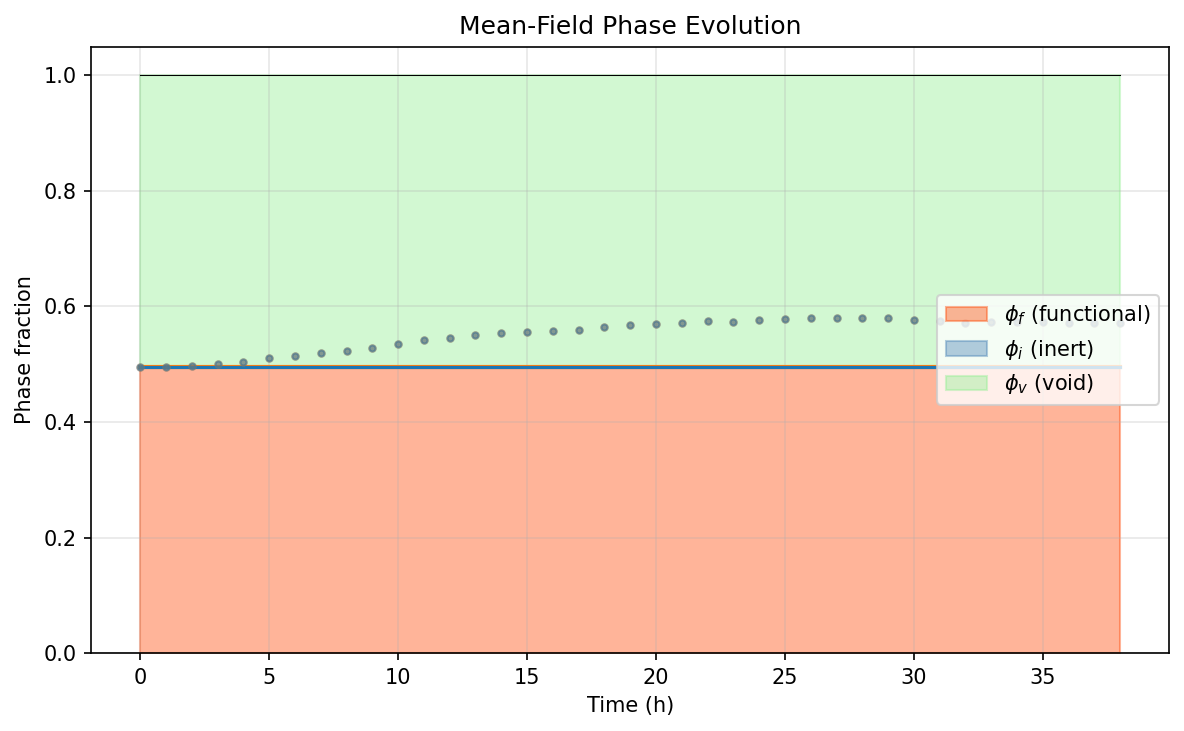 Mean-Field Phase Evolution
Phase fraction
1.0
0.8
0.6
0.4
0.2
0.0
ϕf (functional)
ϕi (inert)
ϕv (void)
0 5 10 15 20 25 30 35
Time (h)